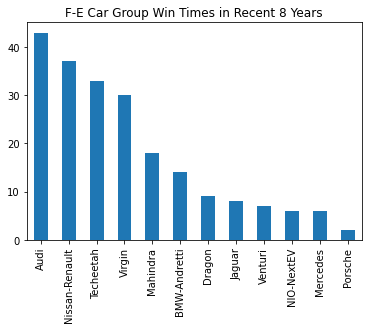 F-E Car Group Win Times in Recent 8 Years
40
30
20
10
0
Audi
Nissan-Renault
Techeetah
Virgin
Mahindra
BMW-Andretti
Dragon
Jaguar
Venturi
NIO-NextEV
Mercedes
Porsche